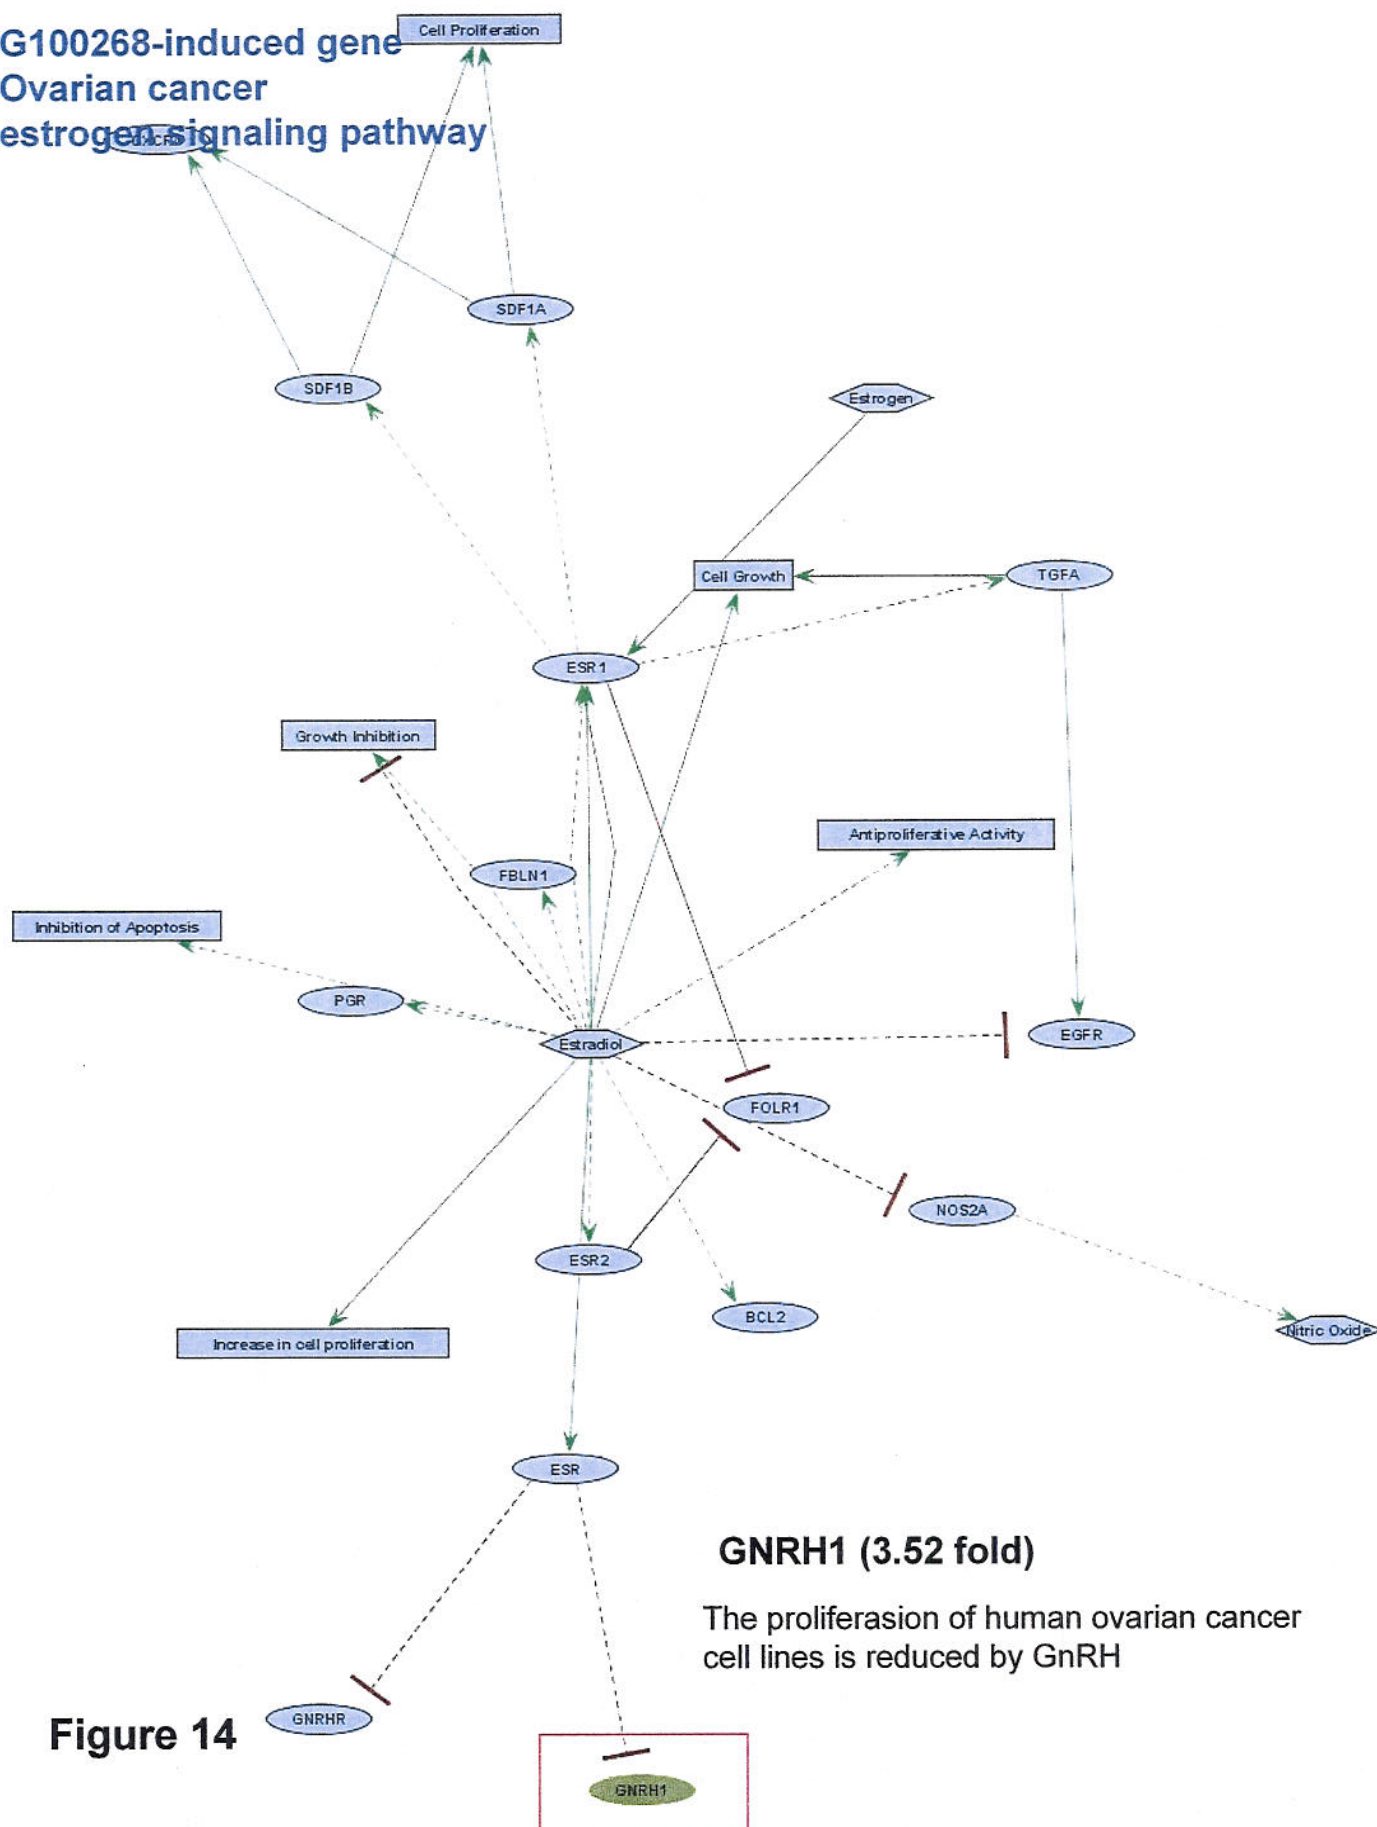 G100268-induced gene
Cell Proliferation
Ovarian cancer
estrogen signaling pathway
SDF1A
SDF1B
Estrogen
Cell Growth
TGFA
ESR1
Growth Inhibition
Antiproliferative Activity
FBLN1
Inhibition of Apoptosis
PGR
Estradiol
EGFR
FOLR1
NOS2A
ESR2
BCL2
Nitric Oxide
Increase in cell proliferation
ESR
GNRH1 (3.52 fold)
The proliferasion of human ovarian cancer
cell lines is reduced by GnRH
GNRHR
Figure 14
GNRH1